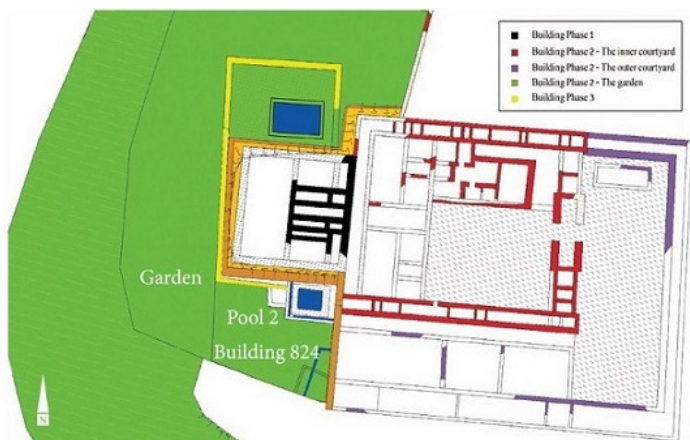 Building Phase 1
Building Phase 2 - The inner courtyard
Building Phase 2 - The outer courtyard
Building Phase 2 - The garden
Building Phase 3
Garden
Pool 2
Building 824
N